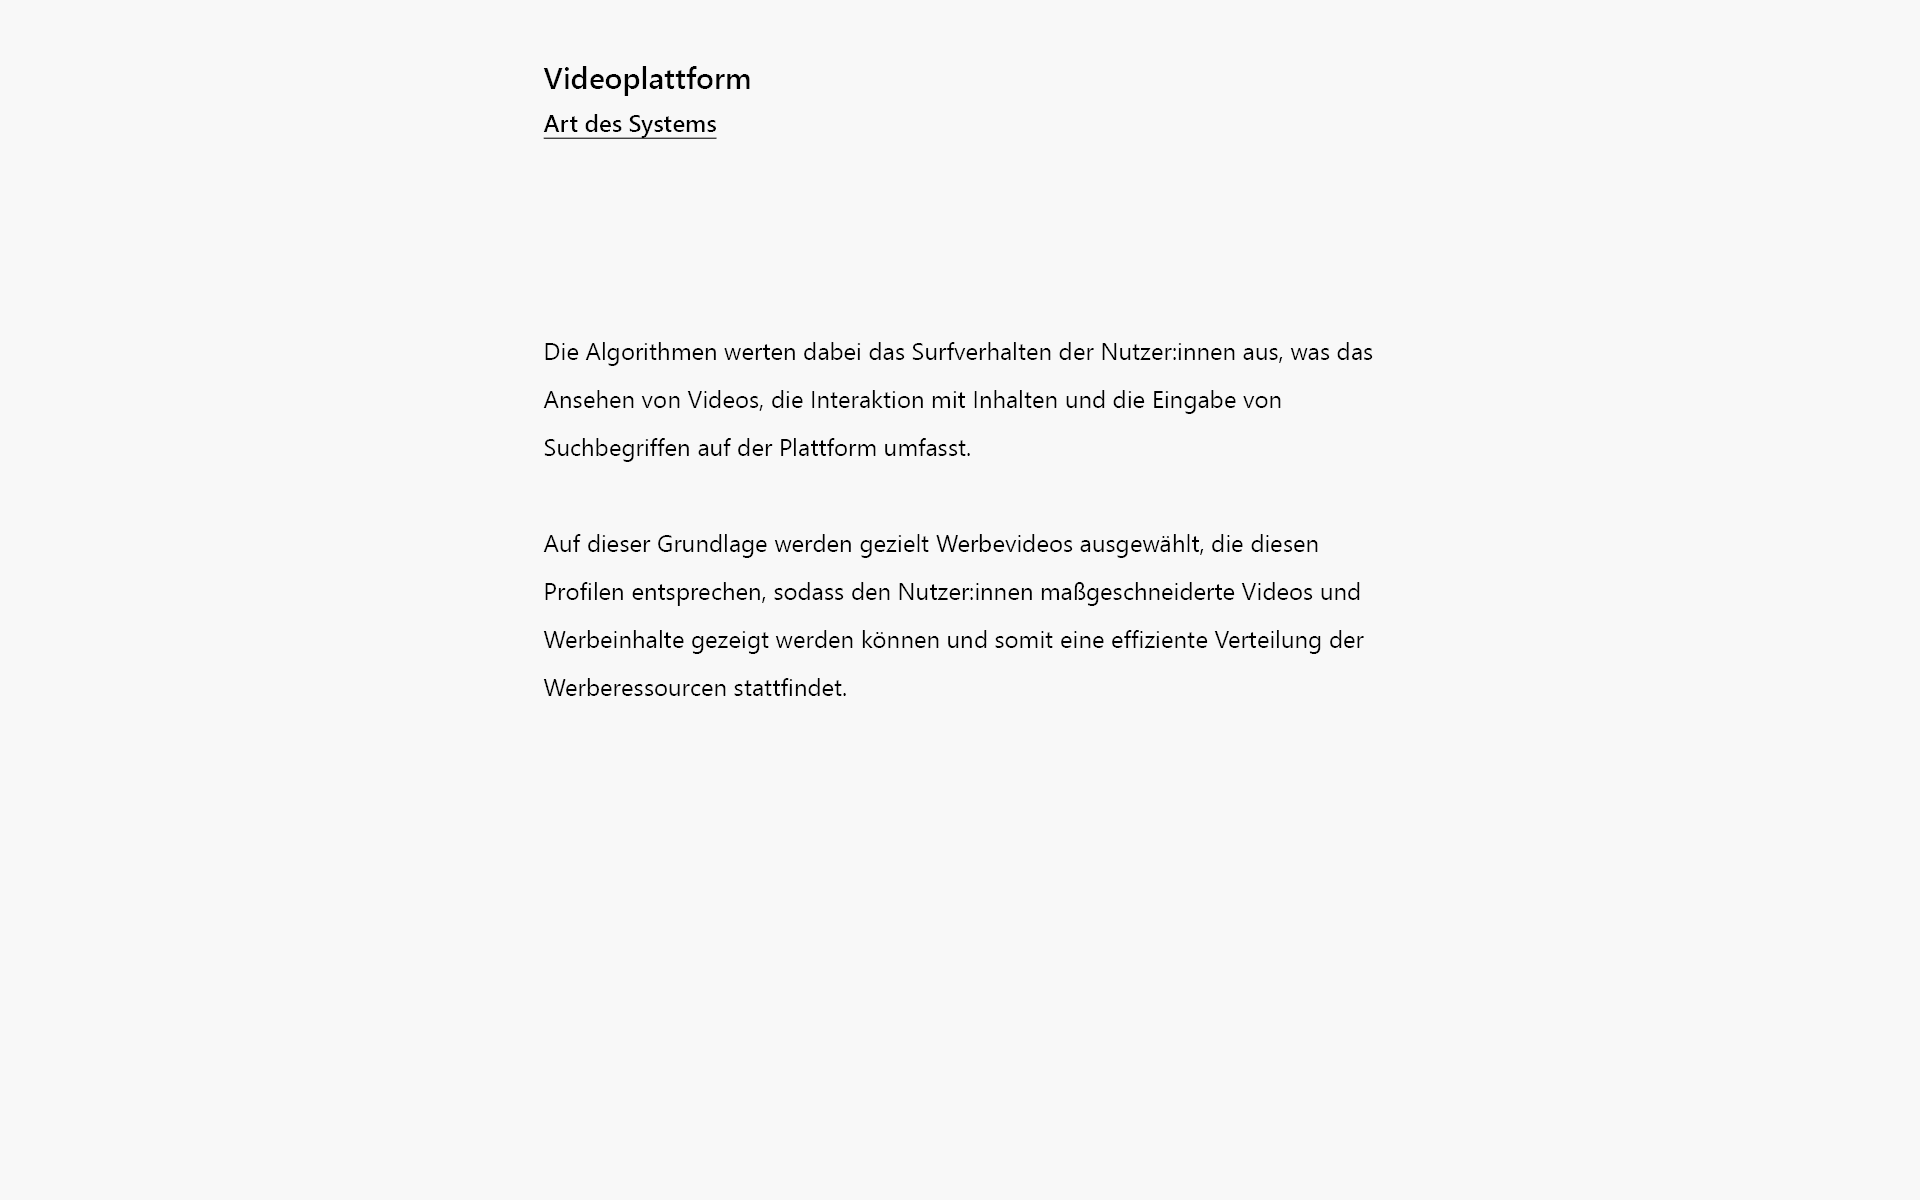 Videoplattform
Art des Systems
Die Algorithmen werten dabei das Surfverhalten der Nutzer:innen aus, was das
Ansehen von Videos, die Interaktion mit Inhalten und die Eingabe von
Suchbegriffen auf der Plattform umfasst.
Auf dieser Grundlage werden gezielt Werbevideos ausgewählt, die diesen
Profilen entsprechen, sodass den Nutzer:innen maßgeschneiderte Videos und
Werbeinhalte gezeigt werden können und somit eine effiziente Verteilung der
Werberessourcen stattfindet.